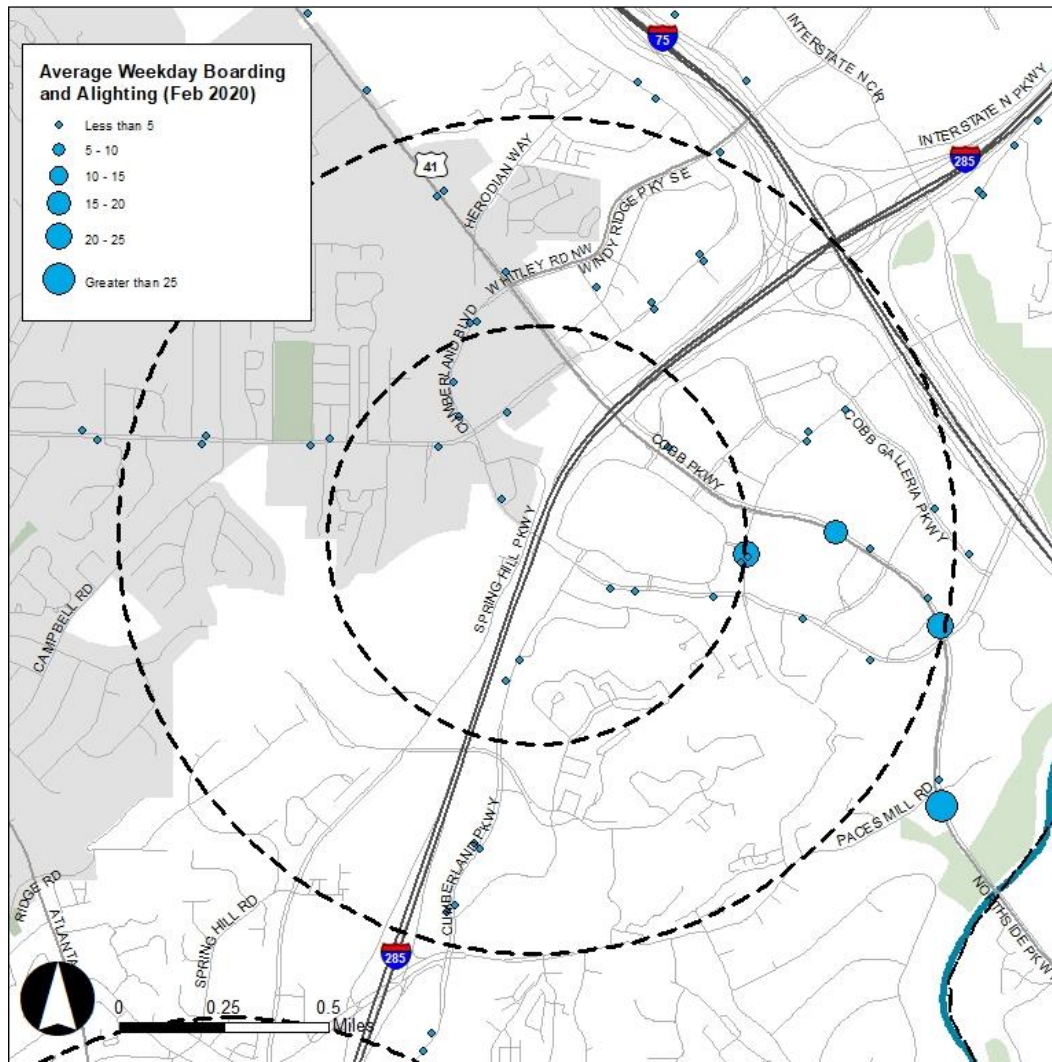 Average Weekday Boarding
and Alighting (Feb 2020)
Less than 5
5 - 10
10 - 15
15 - 20
20 - 25
Greater than 25
75
INTERSTATE N CIR
INTERSTATE N PKWY
285
41
HERODIAN WAY
WINDY RIDGE PKY SE
WHITLEY RD NW
CUMBERLAND BLVD
COBB PKWY
COBB GALLERIA PKWY
SPRING HILL PKWY
CAMPBELL RD
PACES MILL RD
CUMBERLAND PKWY
RIDGE RD
ATLANTA
SPRING HILL RD
NORTHSIDE PKWY
285
0 0.25 0.5
Miles